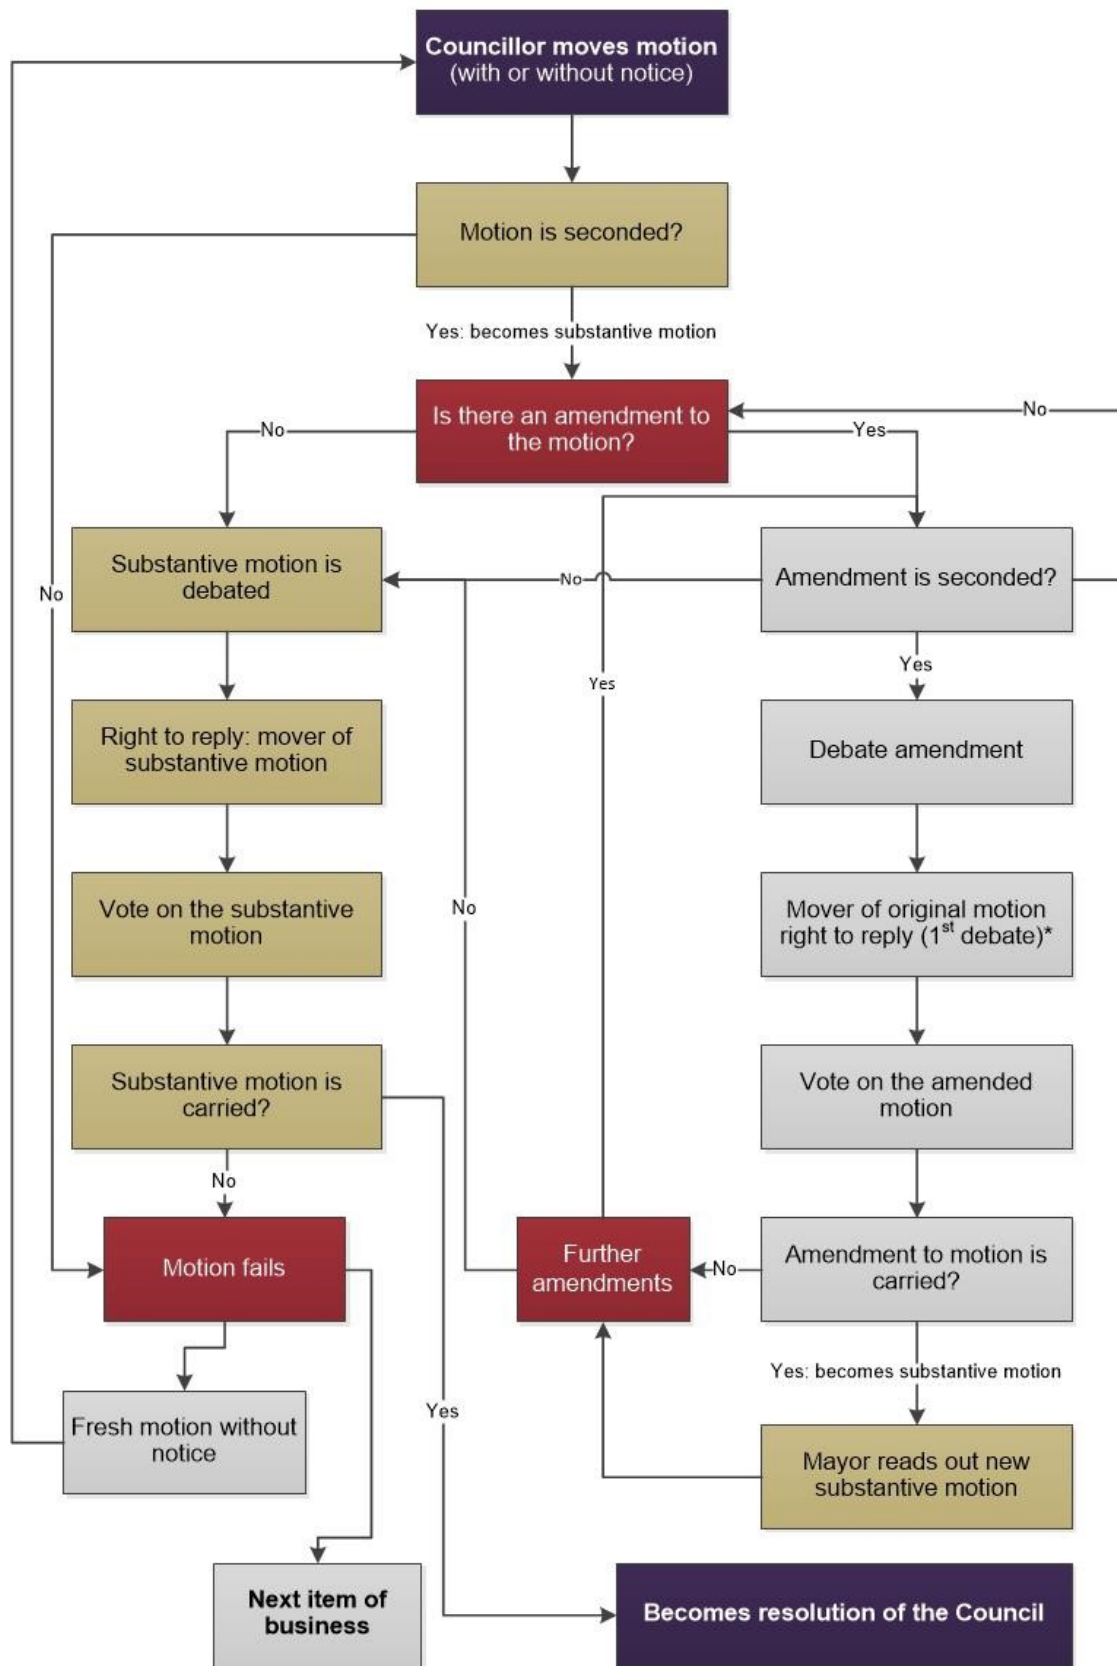 Councillor moves motion
(with or without notice)
Motion is seconded?
Yes: becomes substantive motion
Is there an amendment to
the motion?
No
No
Yes
Substantive motion is
debated
No
Amendment is seconded?
No
Yes
Yes
Right to reply: mover of
substantive motion
Debate amendment
Vote on the substantive
motion
No
Mover of original motion
right to reply (1st debate)*
Substantive motion is
carried?
Vote on the amended
motion
No
Motion fails
Further
amendments
No
Amendment to motion is
carried?
Yes: becomes substantive motion
Fresh motion without
notice
Yes
Mayor reads out new
substantive motion
Next item of
business
Becomes resolution of the Council